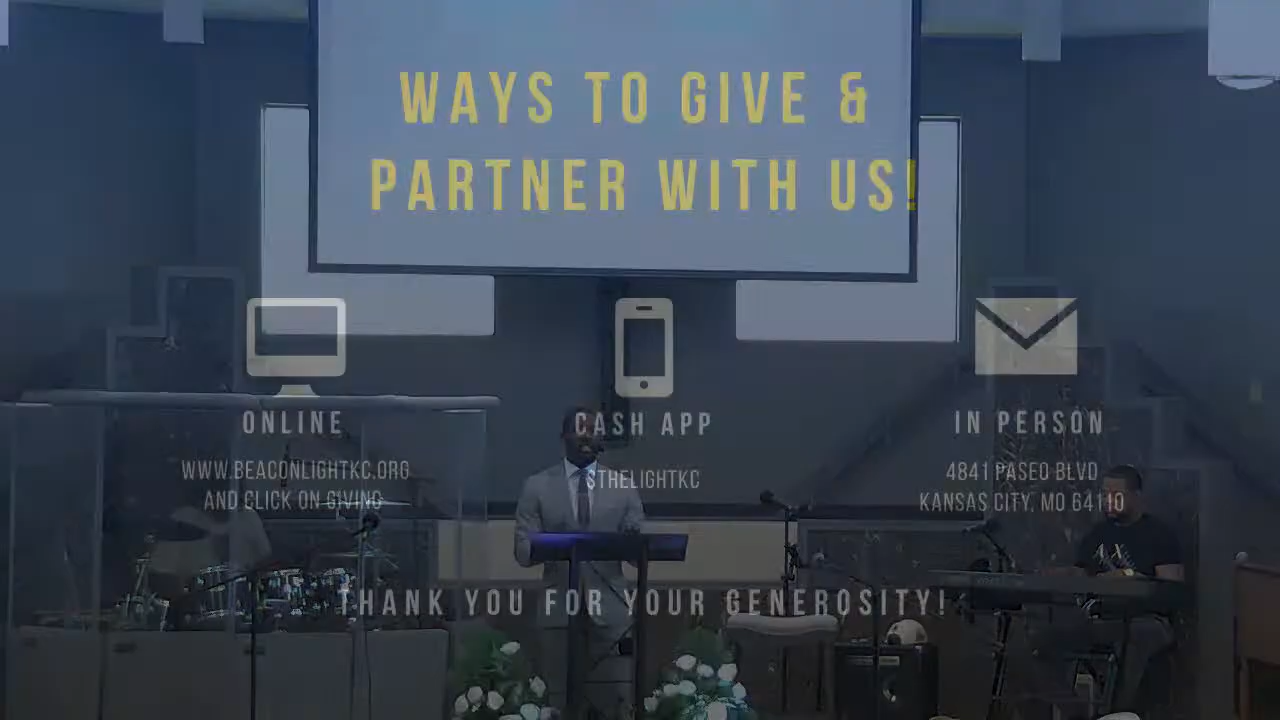 WAYS TO GIVE &
PARTNER WITH US!
ONLINE
WWW.BEACONLIGHTKC.ORG
AND CLICK ON GIVING
CASH APP
$THELIGHTKC
IN PERSON
4841 PASEO BLVD
KANSAS CITY, MO 64110
AX
THANK YOU FOR YOUR GENEROSITY!